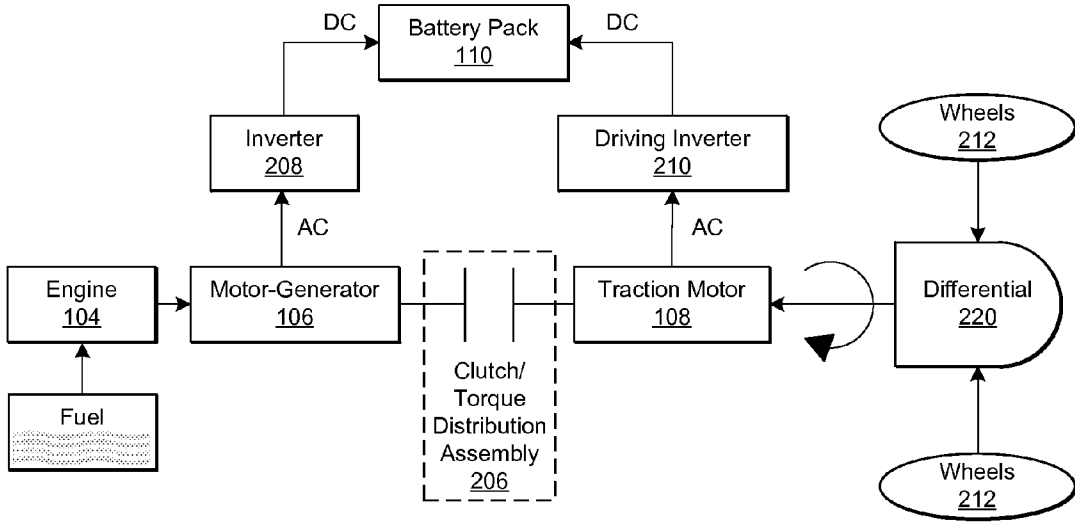 DC
Battery Pack
110
DC
Inverter
208
Driving Inverter
210
Wheels
212
AC
AC
Engine
104
Motor-Generator
106
Traction Motor
108
Differential
220
Clutch/
Torque
Distribution
Assembly
206
Fuel
Wheels
212